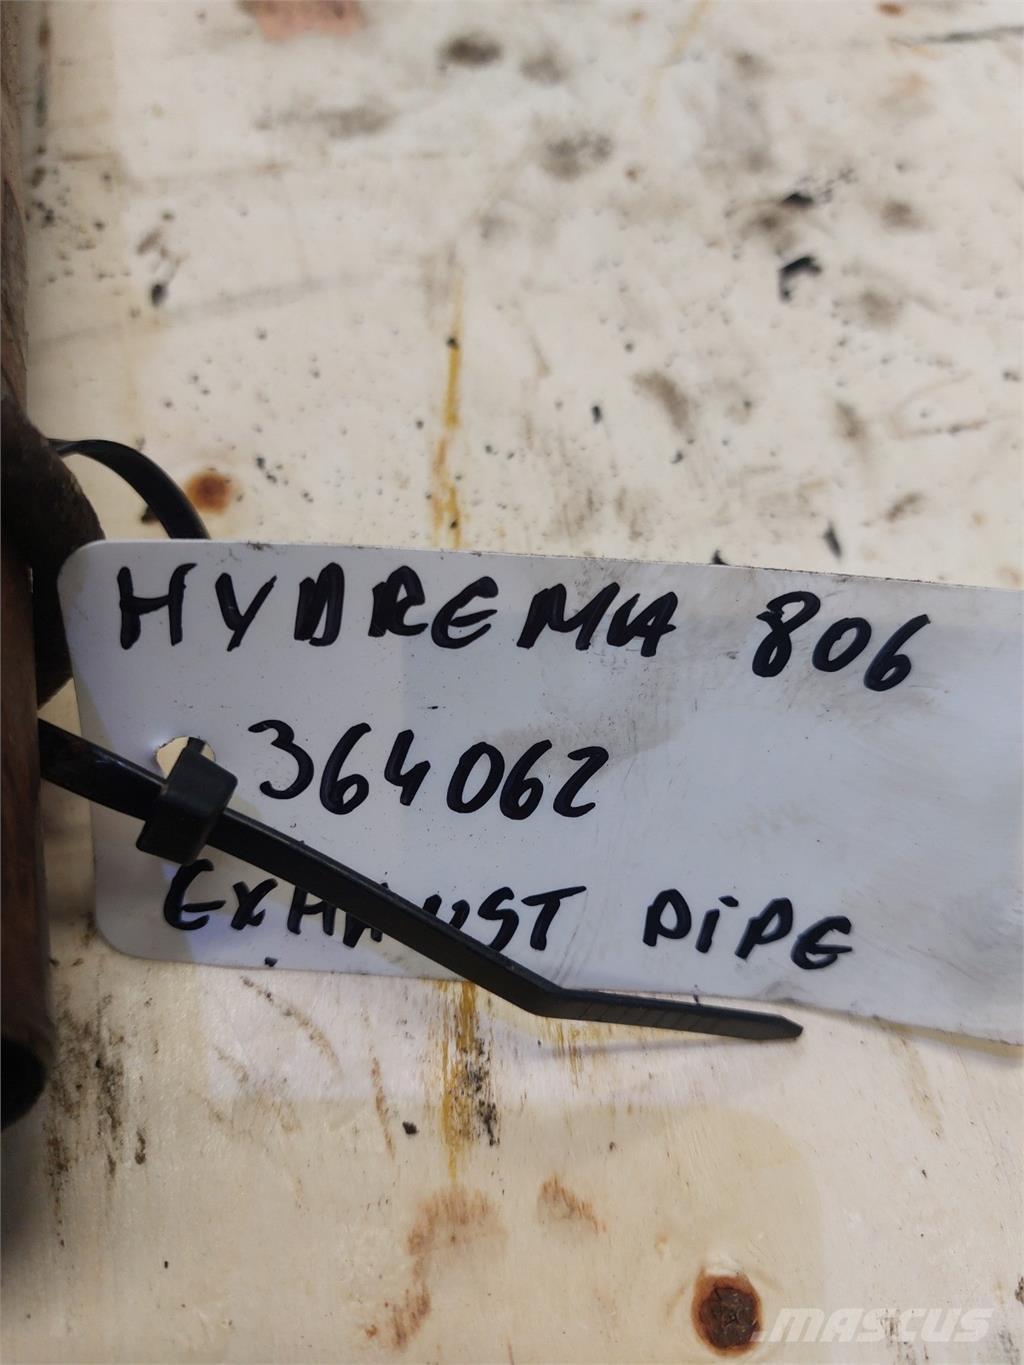 HYDREMA 806
364062
EXHAUST PiPE
MASCUS